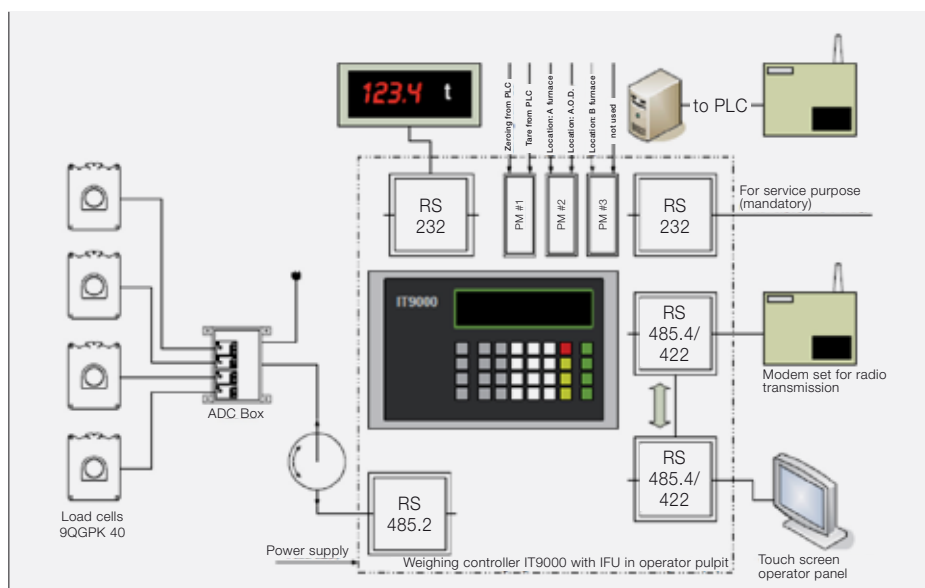 123.4 t
Zeroing from PLC
Tare from PLC
Location: A furnace
Location: A.O.D.
Location: B furnace
not used
to PLC
RS
232
PM #1
PM #2
PM #3
RS
232
For service purpose
(mandatory)
IT9000
RS
485.4/
422
Modem set for radio
transmission
ADC Box
RS
485.4/
422
RS
485.2
Load cells
9QGPK 40
Power supply
Weighing controller IT9000 with IFU in operator pulpit
Touch screen
operator panel